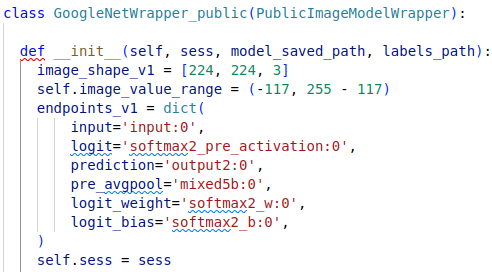 class GoogleNetWrapper_public(PublicImageModelWrapper):
def __init__(self, sess, model_saved_path, labels_path):
image_shape_v1 = [224, 224, 3]
self.image_value_range = (-117, 255 - 117)
endpoints_v1 = dict(
input='input:0',
logit='softmax2_pre_activation:0',
prediction='output2:0',
pre_avgpool='mixed5b:0',
logit_weight='softmax2_w:0',
logit_bias='softmax2_b:0',
)
self.sess = sess